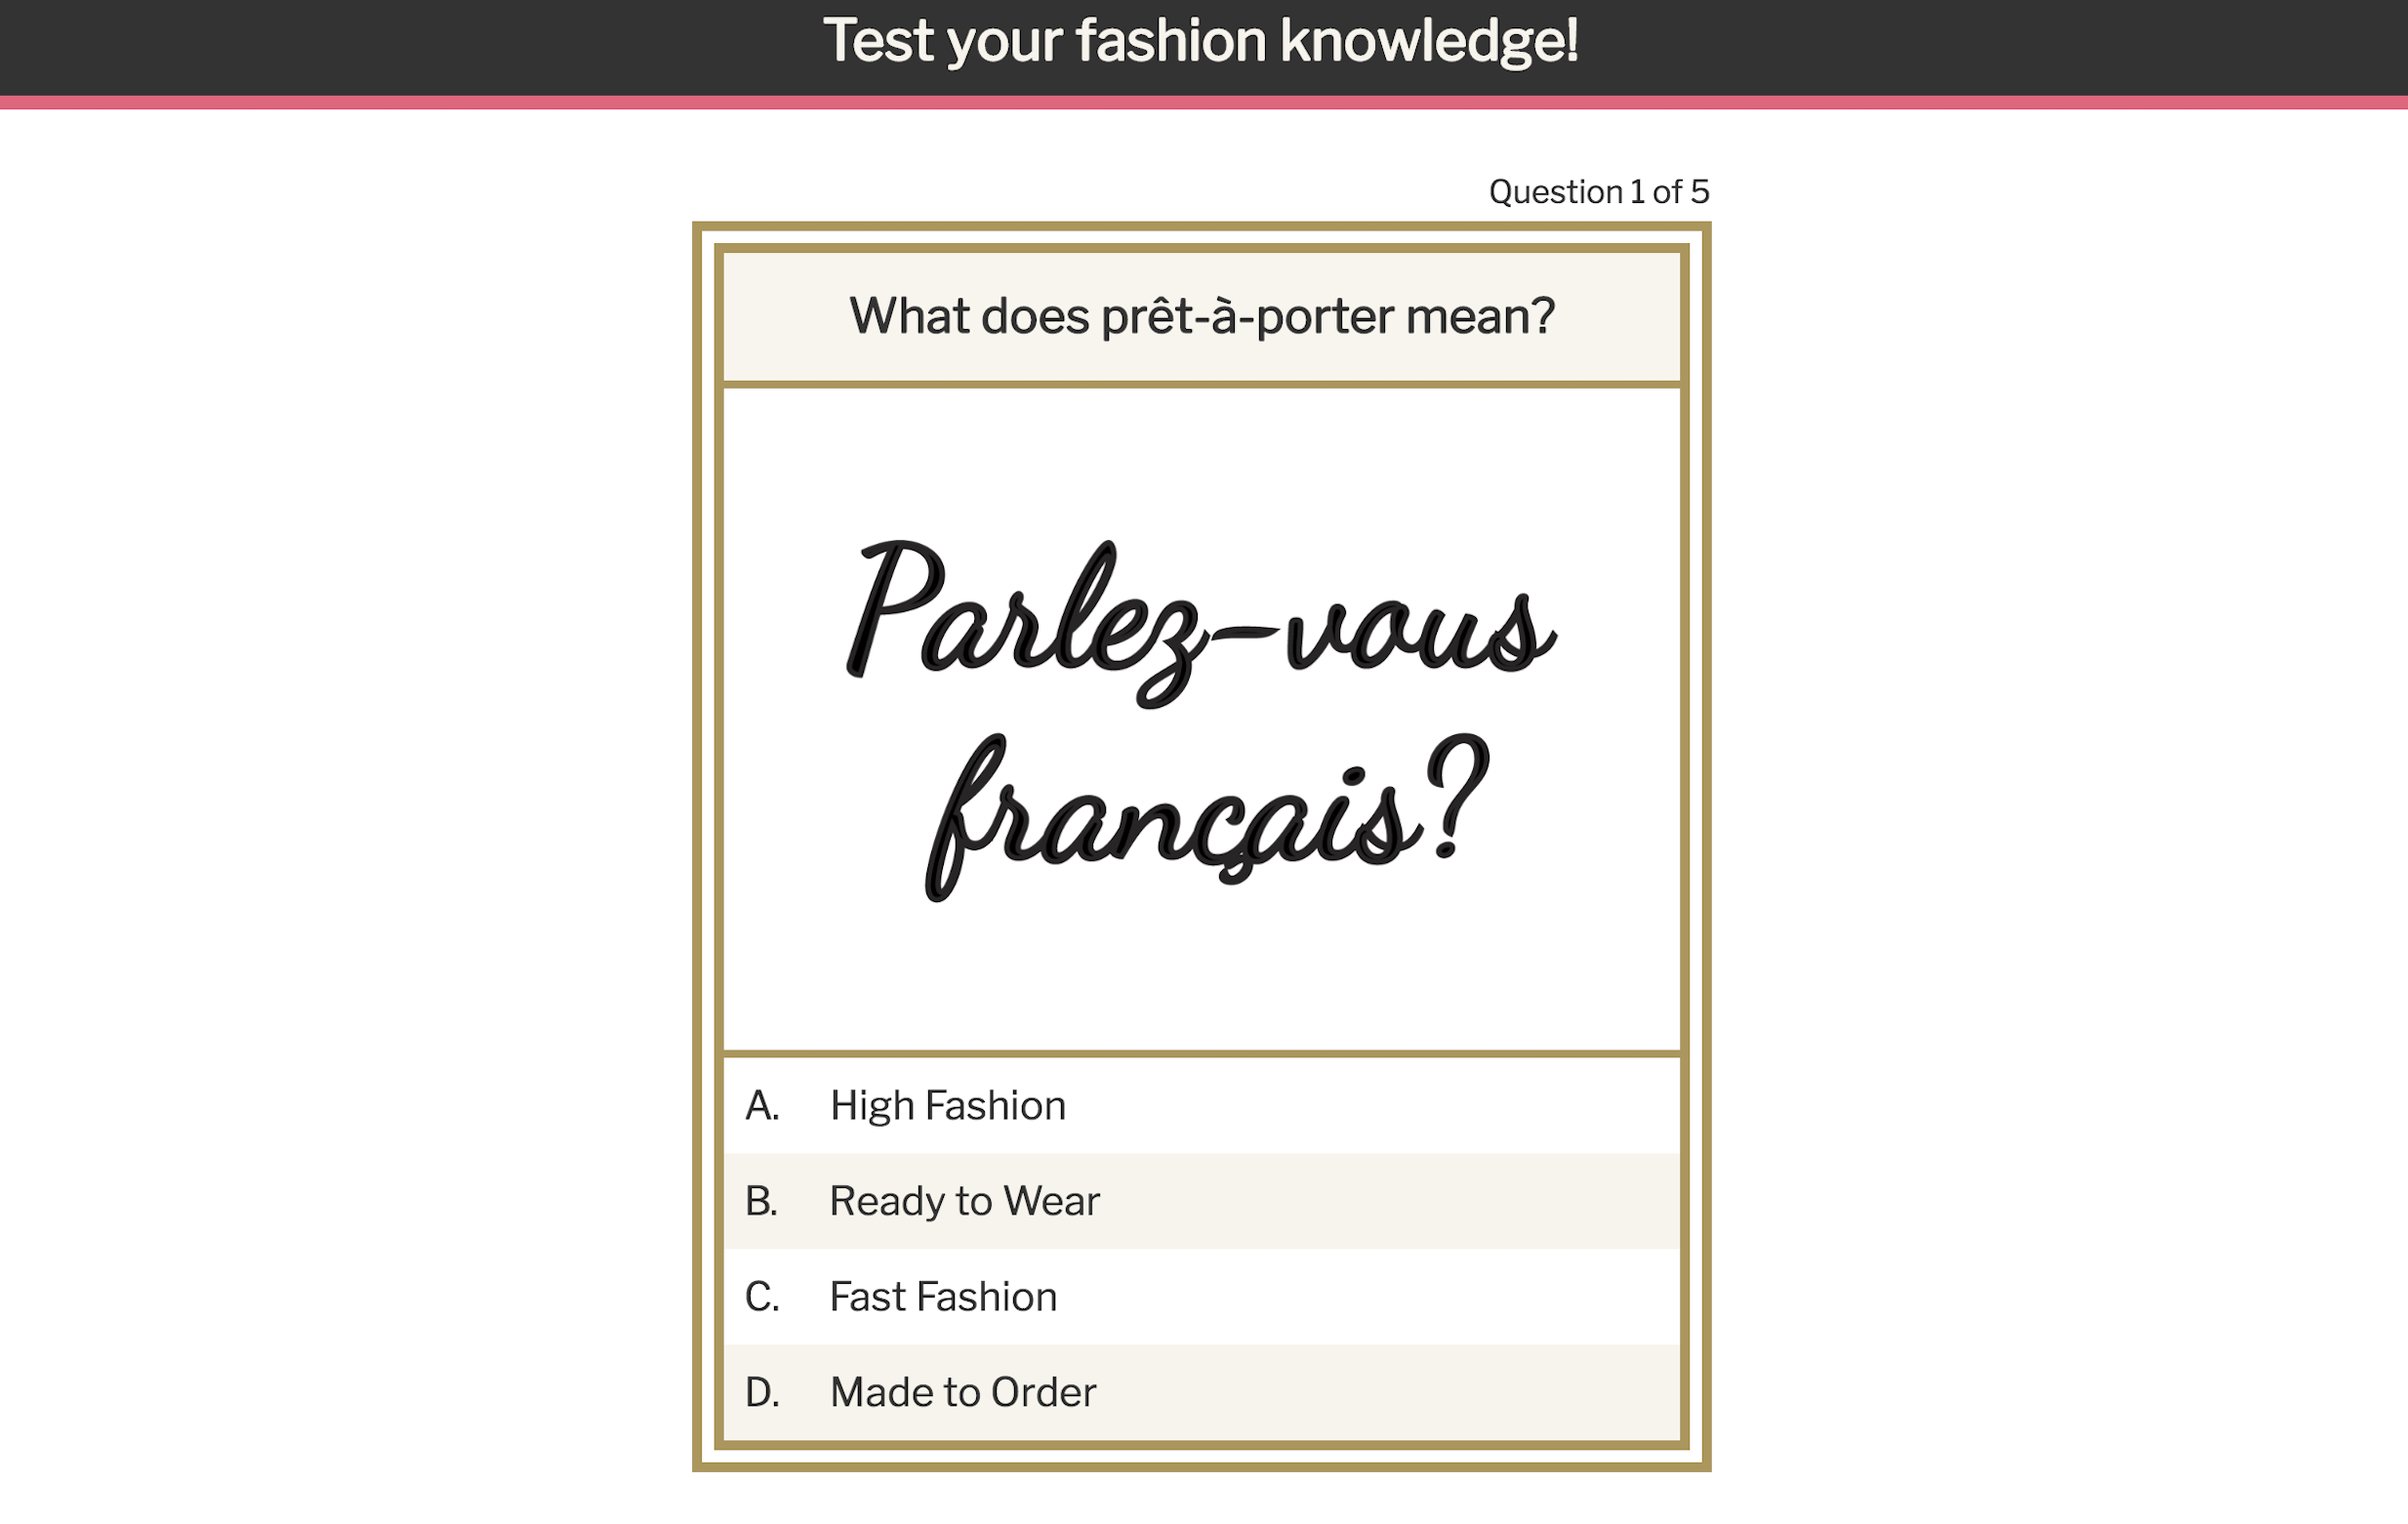 Test your fashion knowledge!
Question 1 of 5
What does prêt-à-porter mean?
Parlez-vous
français?
A. High Fashion
B. Ready to Wear
C. Fast Fashion
D. Made to Order